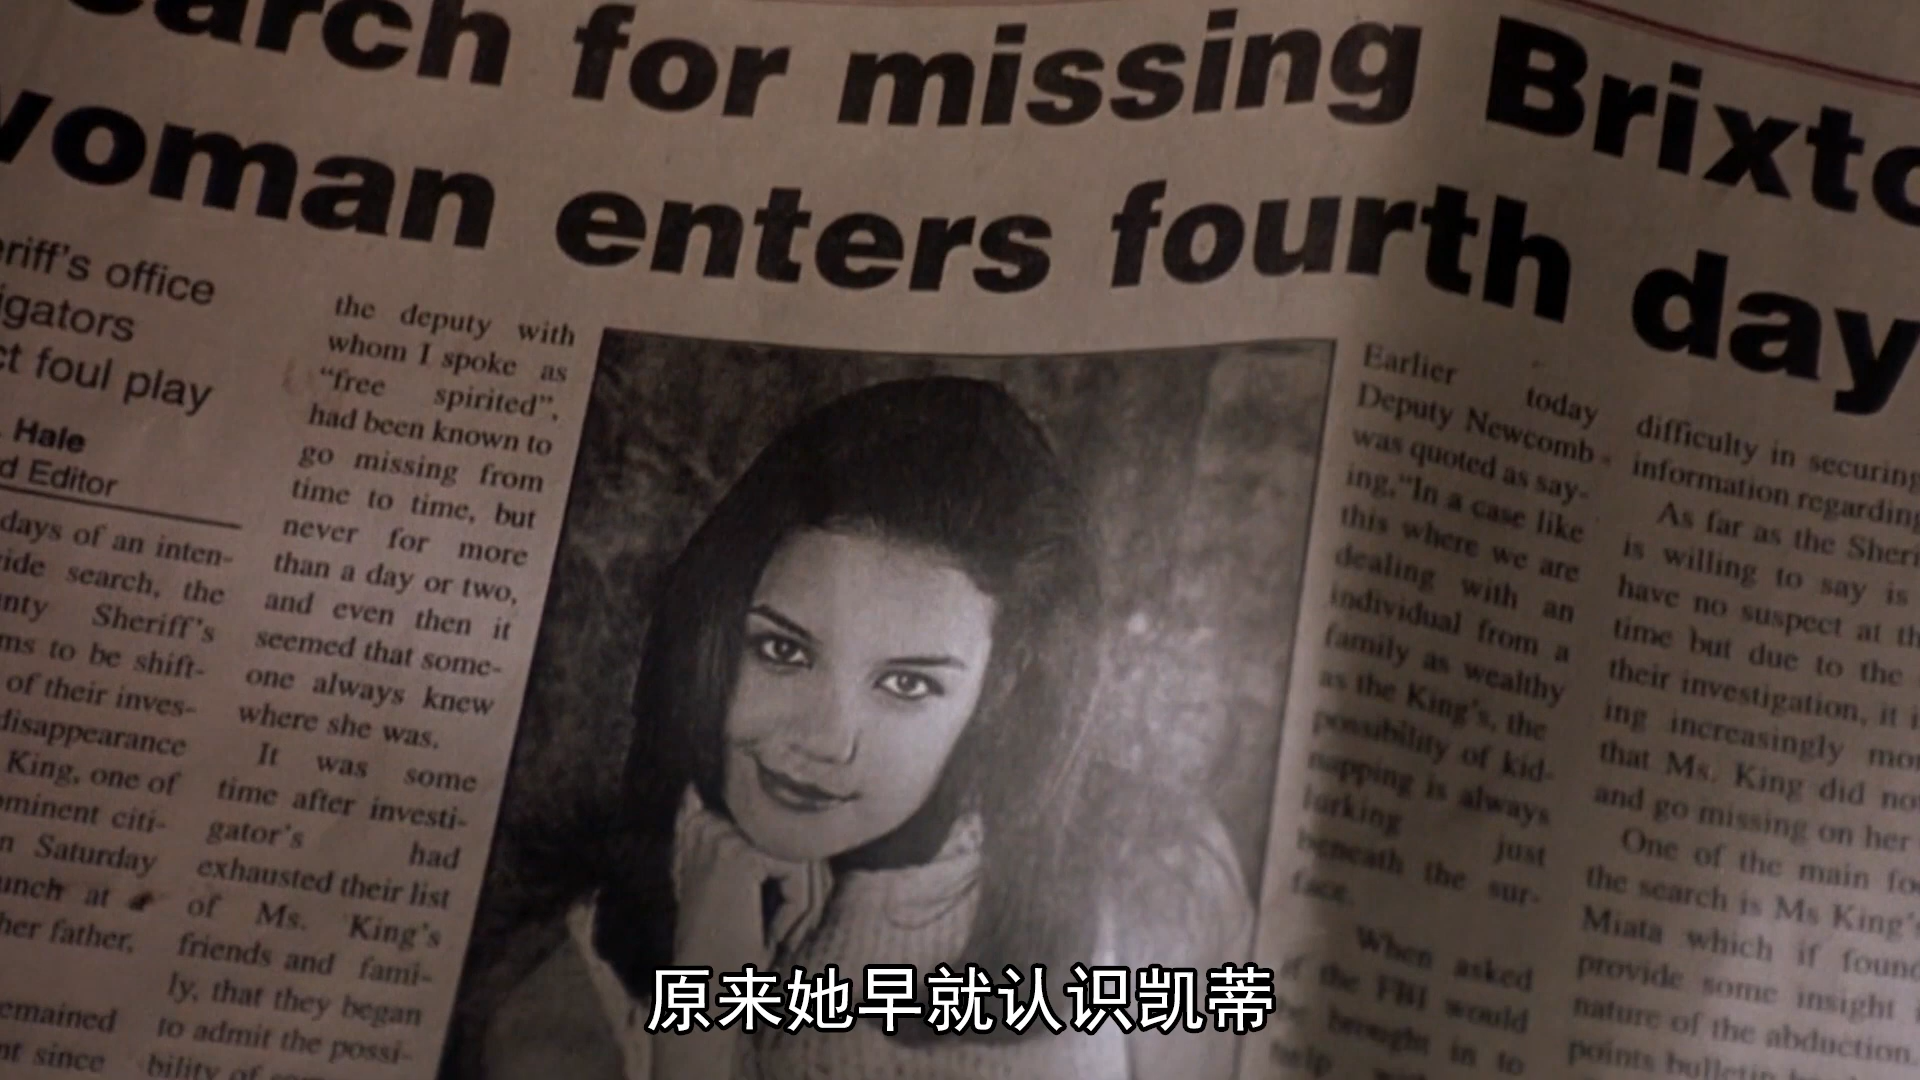 arch for missing
woman enters fourth day
eriff's office
igators
ct foul play
Hale
d Editor
days of an inten-
ide search, the
nty Sheriff's
ms to be shift-
of their inves-
disappearance
King, one of
ominent citi-
n Saturday
unch at a
her father,
emained
nt since
the deputy with
whom I spoke as
"free spirited",
had been known to
go missing from
time to time, but
never for more
than a day or two,
and even then it
seemed that some-
one always knew
where she was.
It was some
time after investi-
gator's had
exhausted their list
of Ms. King's
friends and fami-
ly, that they began
to admit the possi-
bility of
Earlier today
Deputy Newcomb
was quoted as say-
ing,"In a case like
this where we are
dealing with an
individual from a
family as wealthy
as the King's, the
possibility of kid-
napping is always
lurking just
beneath the sur-
face.
When asked
if the FBI would
be brought in to
help
difficulty in securing
information regarding
As far as the Sheri
is willing to say is
have no suspect at th
time but due to the
their investigation, it i
ing increasingly mor
that Ms. King did no
and go missing on her
One of the main fo
the search is Ms King's
Miata which if found
provide some insight
nature of the abduction.
points bulletin
原来她早就认识凯蒂